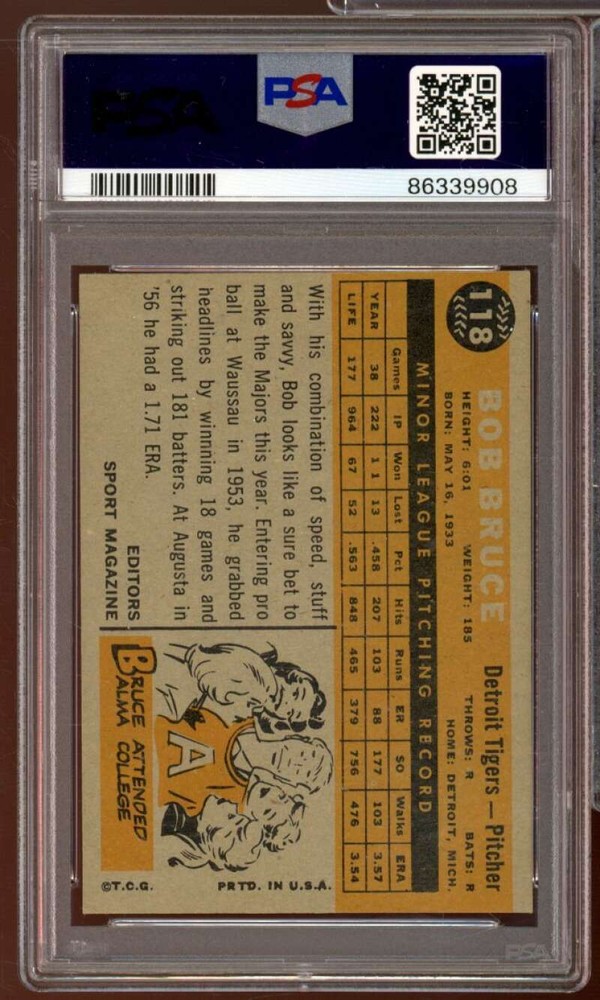 PSA
PSA
86339908
118
BOB BRUCE Detroit Tigers — Pitcher
HEIGHT: 6:01 WEIGHT: 185 THROWS: R BATS: R
BORN: MAY 16, 1933 HOME: DETROIT, MICH.
MINOR LEAGUE PITCHING RECORD
Games IP Won Lost Pct Hits Runs ER SO Walks ERA
YEAR 38 222 11 13 .458 207 103 88 177 103 3.57
LIFE 177 964 67 52 .563 848 465 379 756 476 3.54
With his combination of speed, stuff
and savvy, Bob looks like a sure bet to
make the Majors this year. Entering pro
ball at Waussau in 1953, he grabbed
headlines by winning 18 games and
striking out 181 batters. At Augusta in
'56 he had a 1.71 ERA.
EDITORS
SPORT MAGAZINE
A
BRUCE ATTENDED
ALMA COLLEGE
©T.C.G. PRTD. IN U.S.A.
PSA